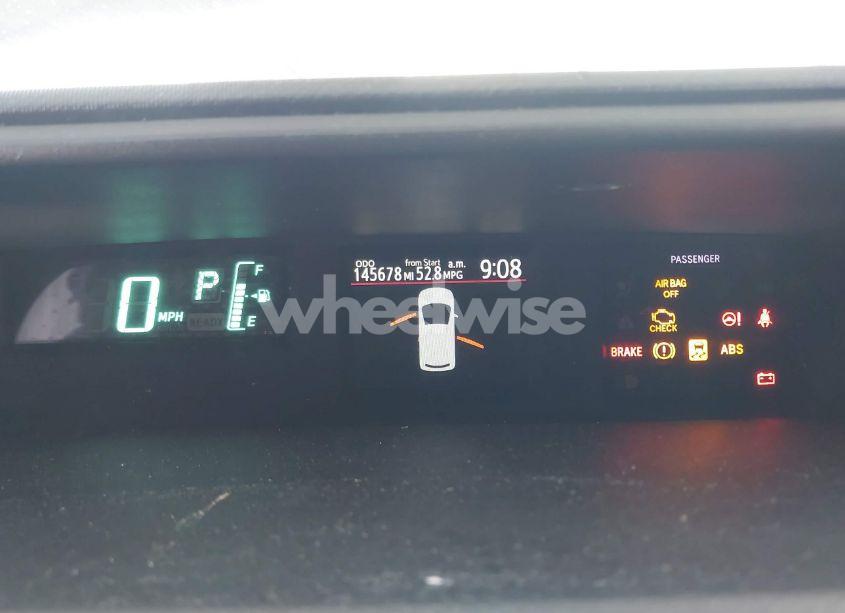 PASSENGER
ODO from Start a.m.
145678 MI 52.8 MPG 9:08
F
P
0 MPH
READY
E
AIR BAG
OFF
CHECK
BRAKE
ABS
wheelwise